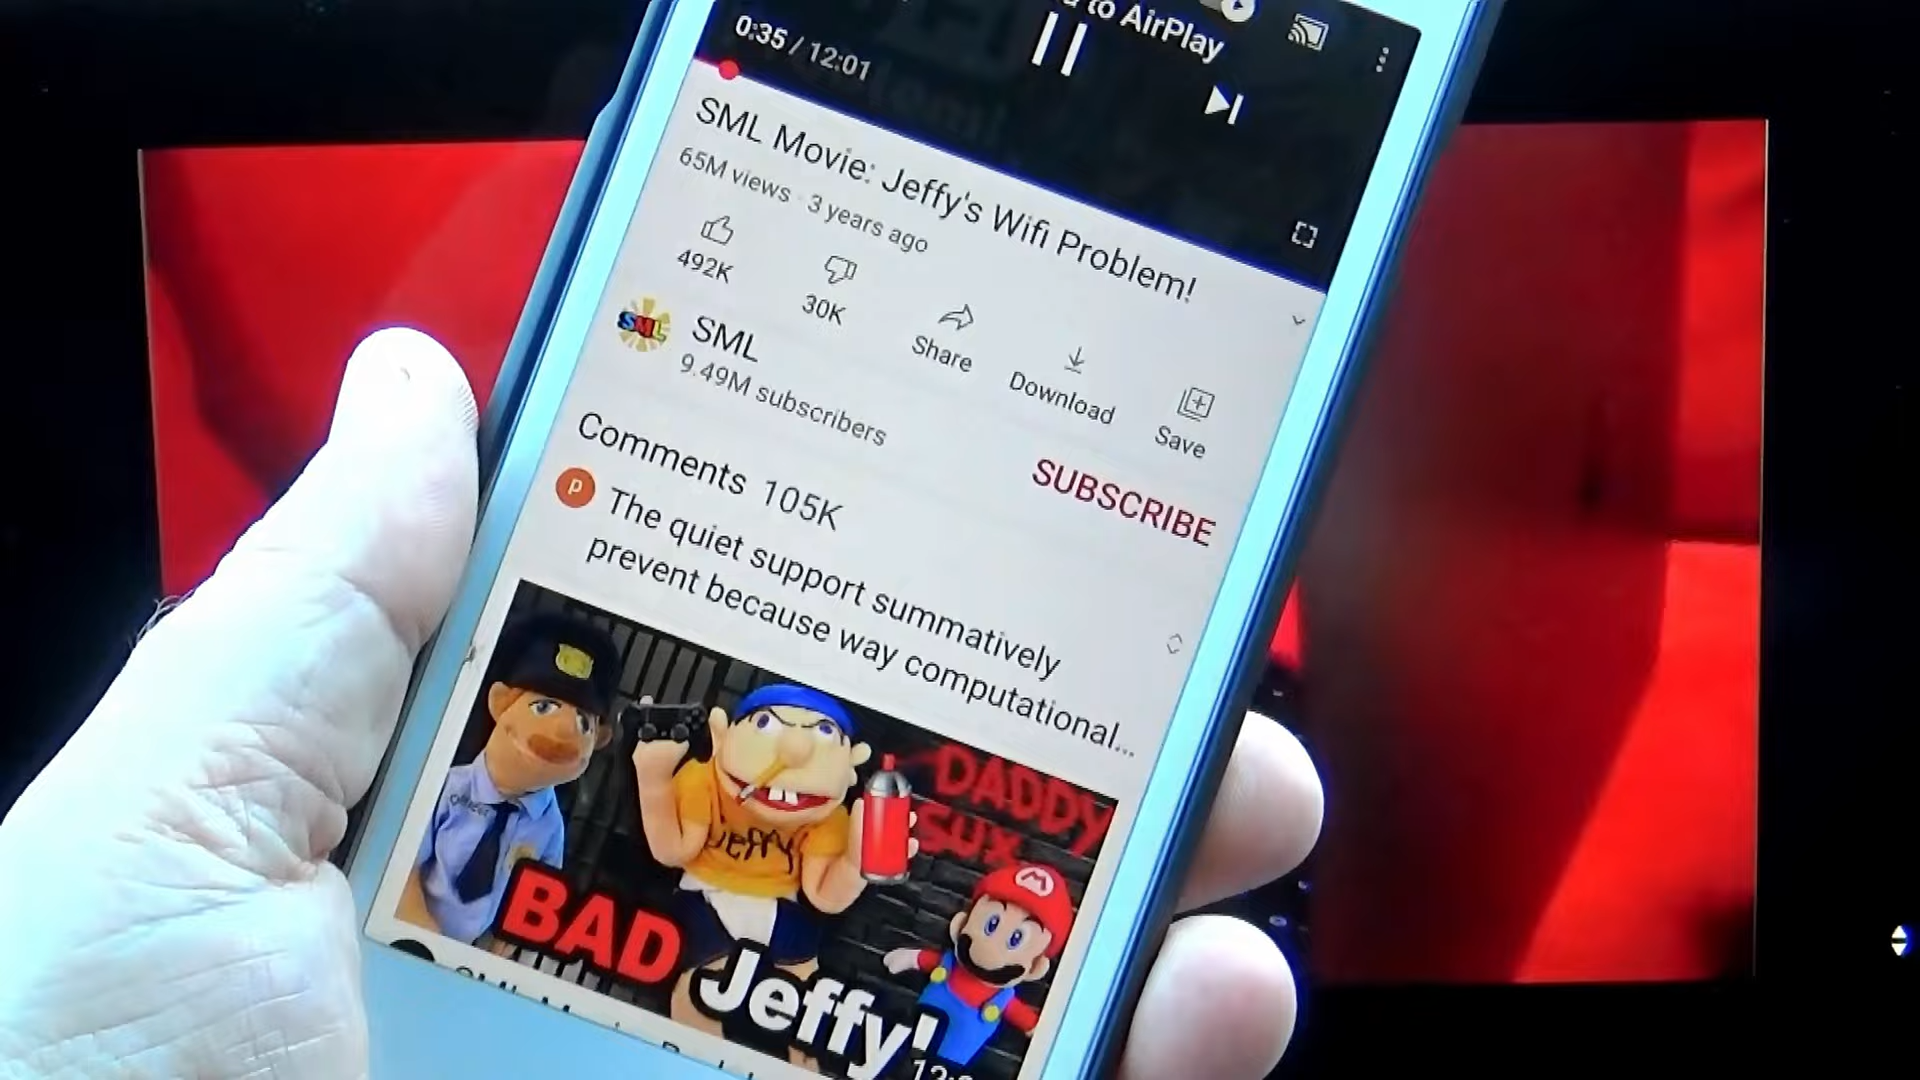 to AirPlay
0:35 / 12:01
SML Movie: Jeffy's Wifi Problem!
65M views · 3 years ago
492K
30K
Share
Download
Save
SML
SML
9.49M subscribers
SUBSCRIBE
Comments 105K
p
The quiet support summatively
prevent because way computational...
DADDY
SUX
Jeffy
M
BAD
Jeffy!